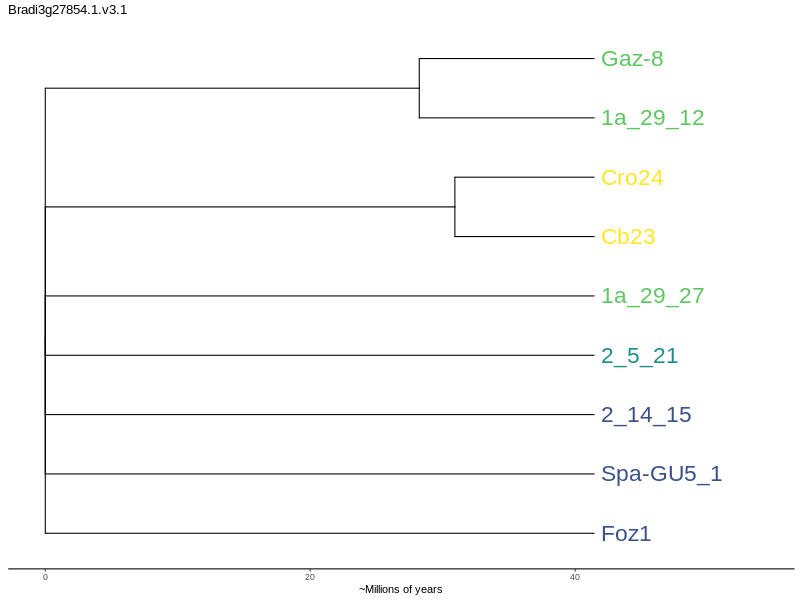 Bradi3g27854.1.v3.1
Gaz-8
1a_29_12
Cro24
Cb23
1a_29_27
2_5_21
2_14_15
Spa-GU5_1
Foz1
0 20 40
~Millions of years